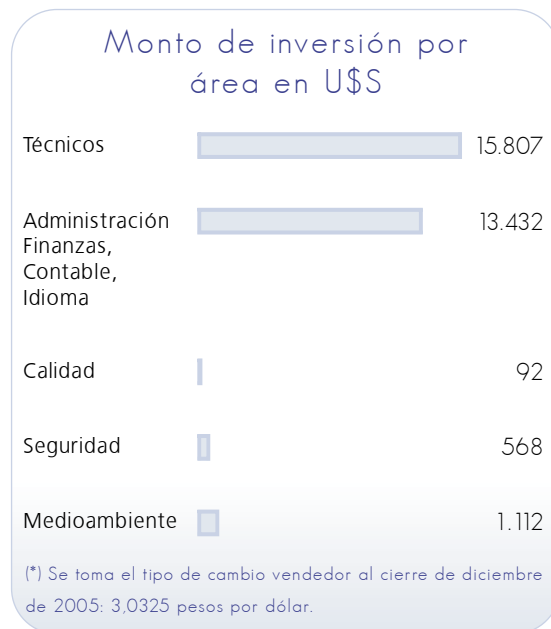 Monto de inversión por
área en U$S
Técnicos 15.807
Administración 13.432
Finanzas,
Contable,
Idioma
Calidad 92
Seguridad 568
Medioambiente 1.112
(*) Se toma el tipo de cambio vendedor al cierre de diciembre
de 2005: 3,0325 pesos por dólar.